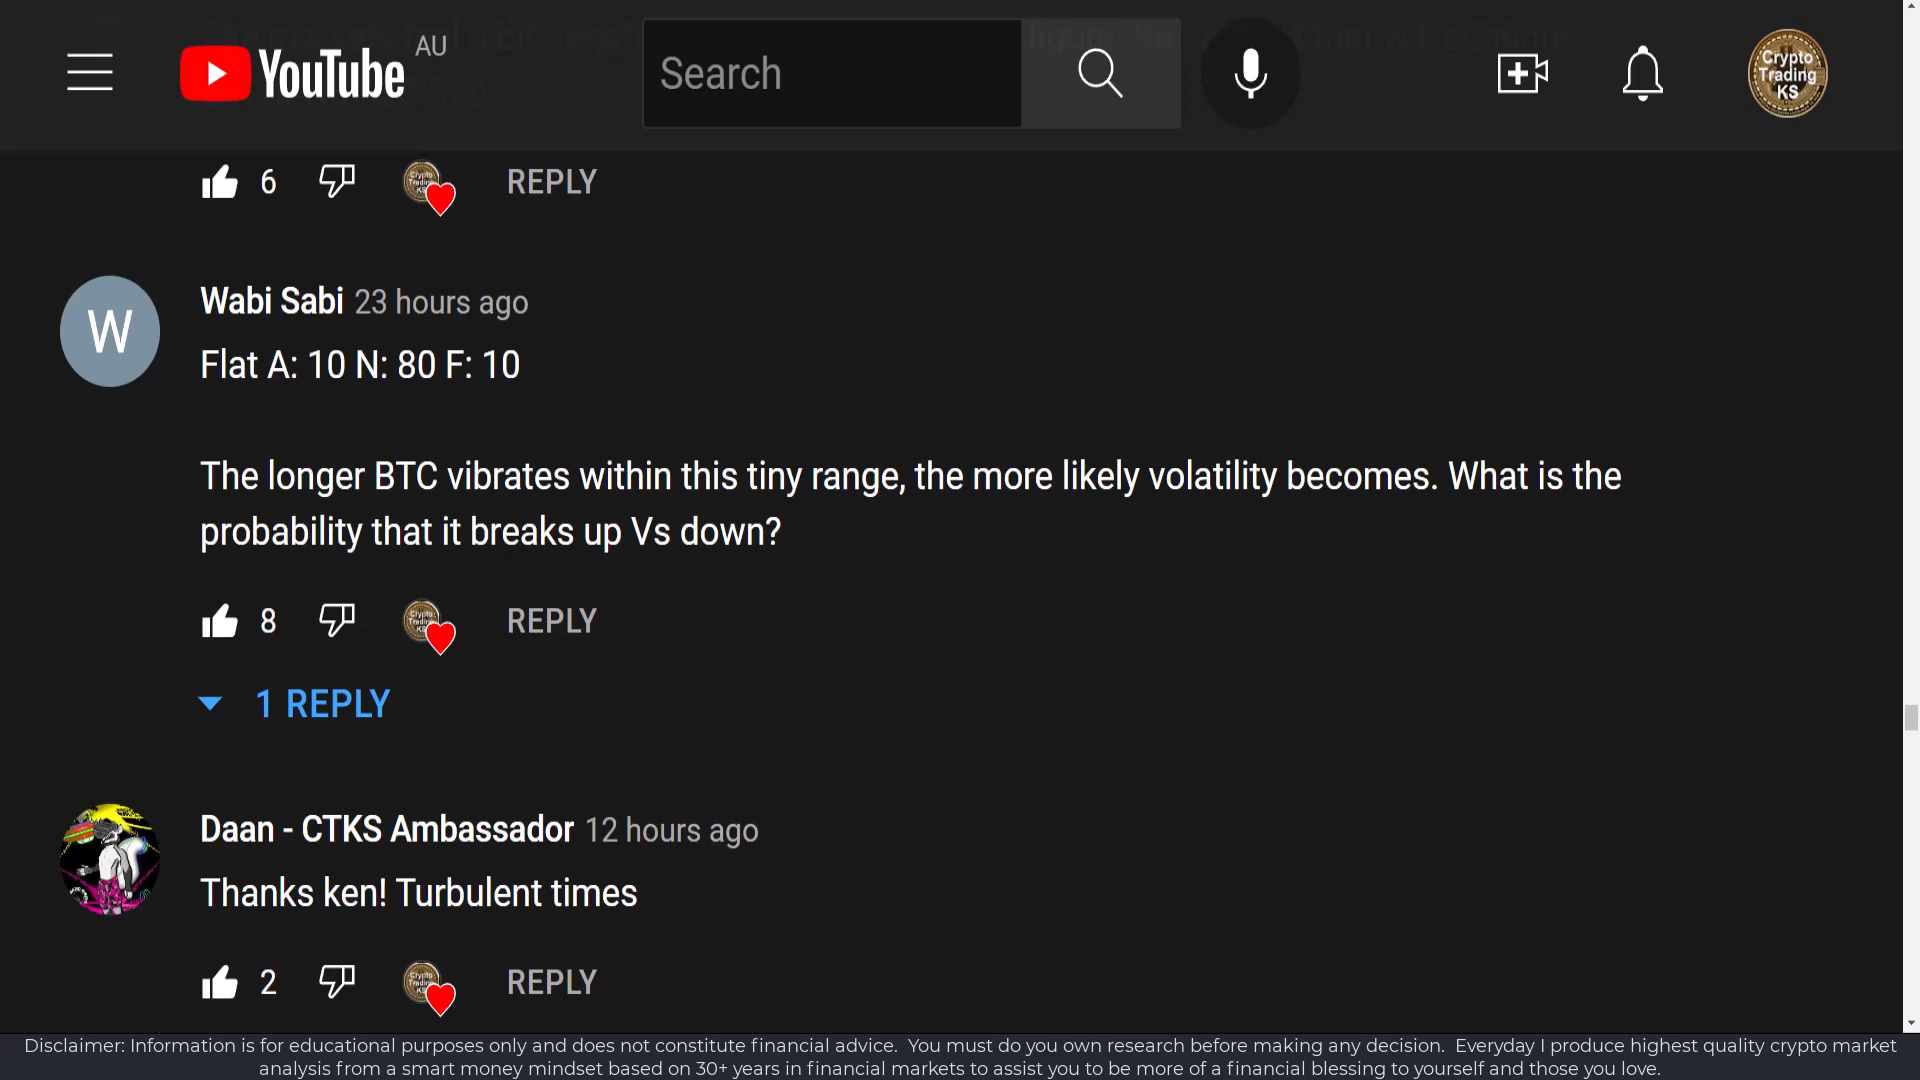 AU
YouTube
Search
Crypto
Trading
KS
6
REPLY
W
Wabi Sabi 23 hours ago
Flat A: 10 N: 80 F: 10
The longer BTC vibrates within this tiny range, the more likely volatility becomes. What is the
probability that it breaks up Vs down?
8
REPLY
1 REPLY
Daan - CTKS Ambassador 12 hours ago
Thanks ken! Turbulent times
2
REPLY
Disclaimer: Information is for educational purposes only and does not constitute financial advice.  You must do you own research before making any decision.  Everyday I produce highest quality crypto market
analysis from a smart money mindset based on 30+ years in financial markets to assist you to be more of a financial blessing to yourself and those you love.